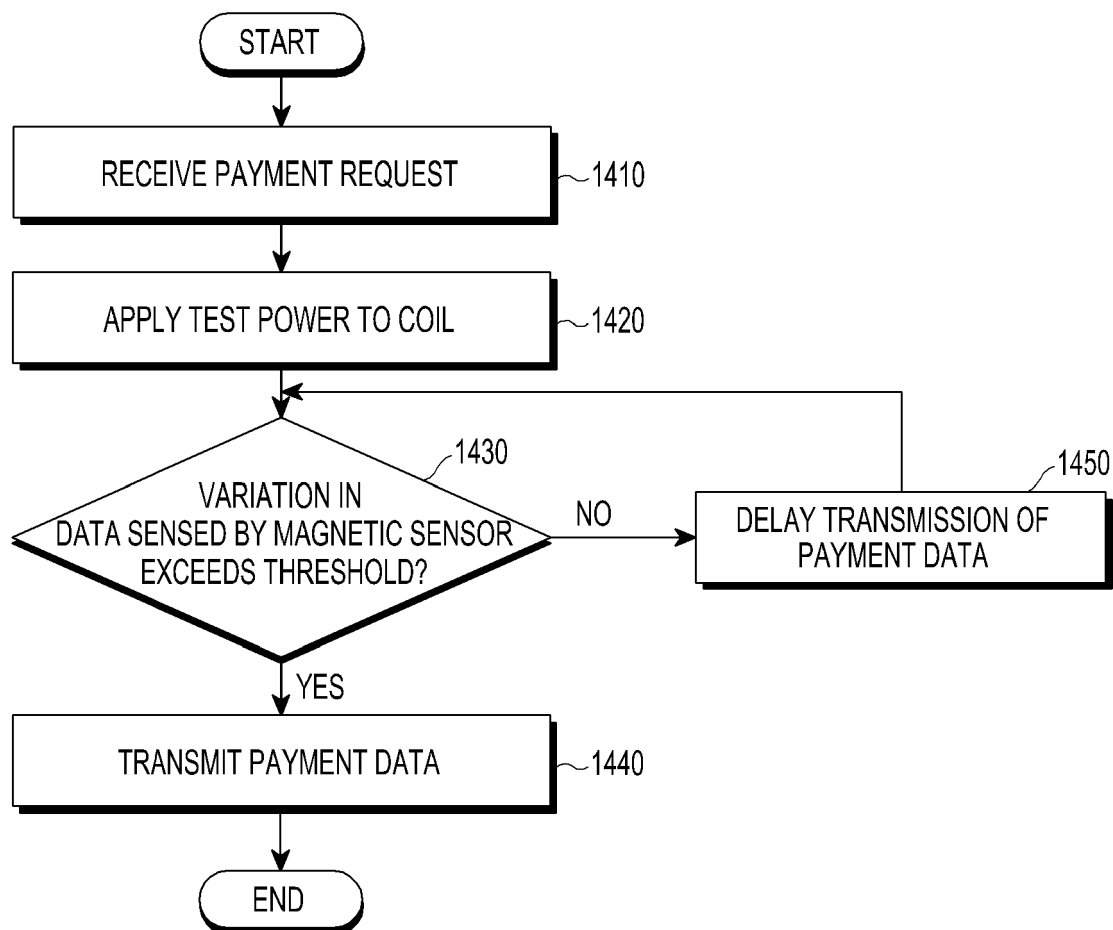 START
RECEIVE PAYMENT REQUEST
1410
APPLY TEST POWER TO COIL
1420
1430
VARIATION IN
DATA SENSED BY MAGNETIC SENSOR
EXCEEDS THRESHOLD?
NO
1450
DELAY TRANSMISSION OF
PAYMENT DATA
YES
TRANSMIT PAYMENT DATA
1440
END